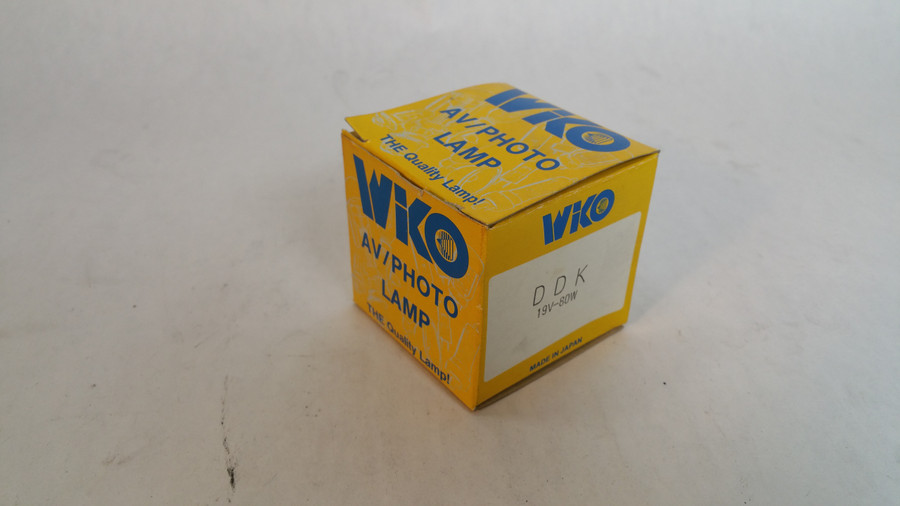 WIKO
AV/PHOTO
LAMP
THE Quality Lamp!
WIKO
AV/PHOTO
LAMP
THE Quality Lamp!
WIKO
DDK
19V-80W
MADE IN JAPAN